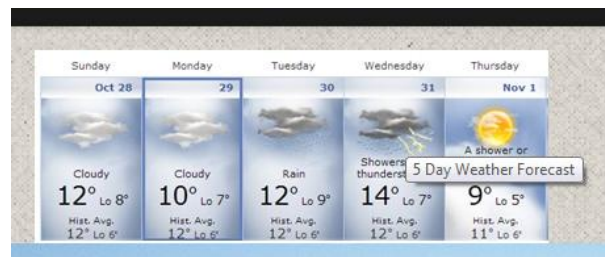 Sunday Monday Tuesday Wednesday Thursday
Oct 28 29 30 31 Nov 1
Cloudy Cloudy Rain Showers thunderst A shower or
5 Day Weather Forecast
12° Lo 8° 10° Lo 7° 12° Lo 9° 14° Lo 7° 9° Lo 5°
Hist. Avg. Hist. Avg. Hist. Avg. Hist. Avg. Hist. Avg.
12° Lo 6° 12° Lo 6° 12° Lo 6° 12° Lo 6° 11° Lo 6°